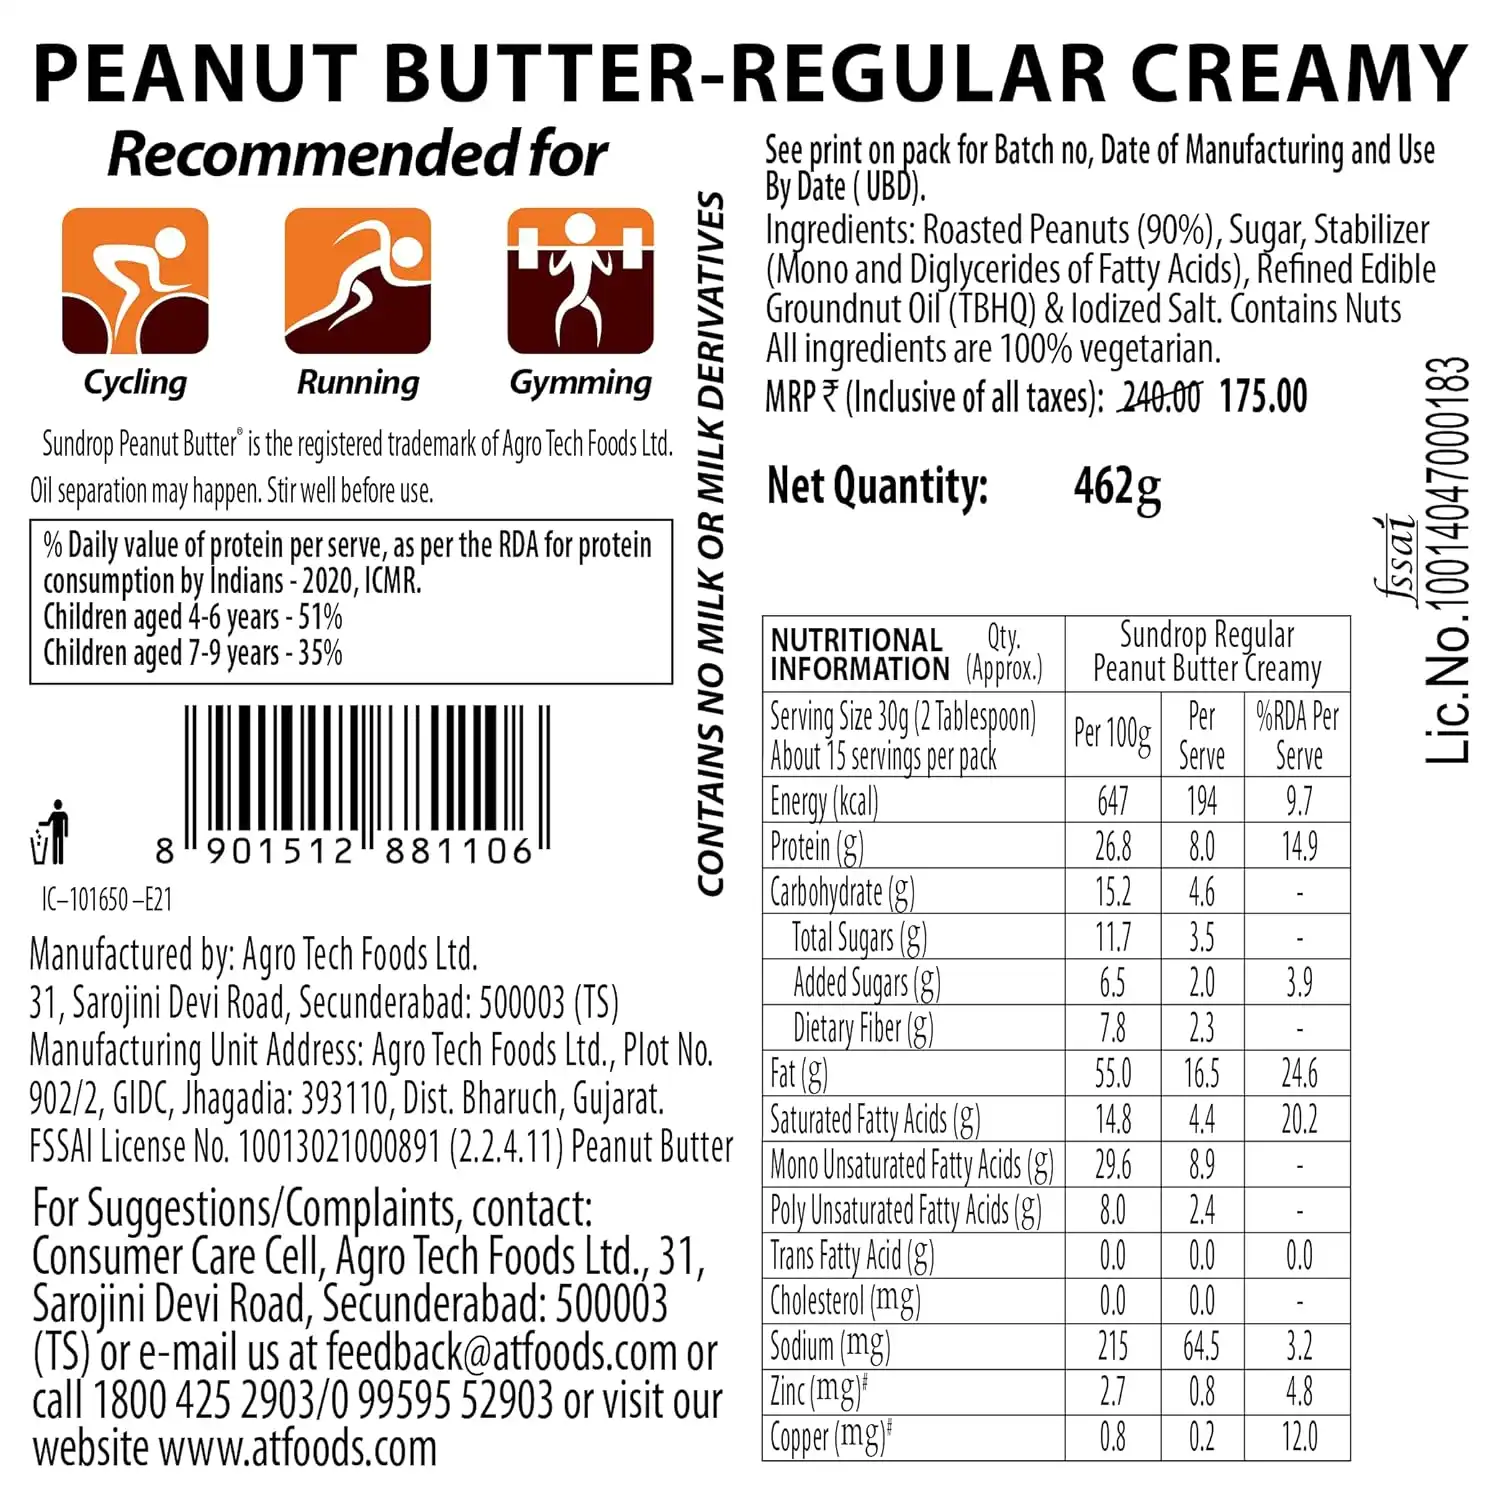 PEANUT BUTTER-REGULAR CREAMY
Recommended for
Cycling
Running
Gymming
Sundrop Peanut Butter® is the registered trademark of Agro Tech Foods Ltd.
Oil separation may happen. Stir well before use.
% Daily value of protein per serve, as per the RDA for protein
consumption by Indians - 2020, ICMR.
Children aged 4-6 years - 51%
Children aged 7-9 years - 35%
8 901512 881106
IC–101650 –E21
Manufactured by: Agro Tech Foods Ltd.
31, Sarojini Devi Road, Secunderabad: 500003 (TS)
Manufacturing Unit Address: Agro Tech Foods Ltd., Plot No.
902/2, GIDC, Jhagadia: 393110, Dist. Bharuch, Gujarat.
FSSAI License No. 10013021000891 (2.2.4.11) Peanut Butter
For Suggestions/Complaints, contact:
Consumer Care Cell, Agro Tech Foods Ltd., 31,
Sarojini Devi Road, Secunderabad: 500003
(TS) or e-mail us at feedback@atfoods.com or
call 1800 425 2903/0 99595 52903 or visit our
website www.atfoods.com
CONTAINS NO MILK OR MILK DERIVATIVES
See print on pack for Batch no, Date of Manufacturing and Use
By Date ( UBD).
Ingredients: Roasted Peanuts (90%), Sugar, Stabilizer
(Mono and Diglycerides of Fatty Acids), Refined Edible
Groundnut Oil (TBHQ) & Iodized Salt. Contains Nuts
All ingredients are 100% vegetarian.
MRP ₹ (Inclusive of all taxes): 240.00 175.00
Net Quantity: 462g
fssai
Lic.No.10014047000183
NUTRITIONAL INFORMATION Qty. (Approx.) Sundrop Regular Peanut Butter Creamy
Serving Size 30g (2 Tablespoon) About 15 servings per pack Per 100g Per Serve %RDA Per Serve
Energy (kcal) 647 194 9.7
Protein (g) 26.8 8.0 14.9
Carbohydrate (g) 15.2 4.6 -
Total Sugars (g) 11.7 3.5 -
Added Sugars (g) 6.5 2.0 3.9
Dietary Fiber (g) 7.8 2.3 -
Fat (g) 55.0 16.5 24.6
Saturated Fatty Acids (g) 14.8 4.4 20.2
Mono Unsaturated Fatty Acids (g) 29.6 8.9 -
Poly Unsaturated Fatty Acids (g) 8.0 2.4 -
Trans Fatty Acid (g) 0.0 0.0 0.0
Cholesterol (mg) 0.0 0.0 -
Sodium (mg) 215 64.5 3.2
Zinc (mg)# 2.7 0.8 4.8
Copper (mg)# 0.8 0.2 12.0